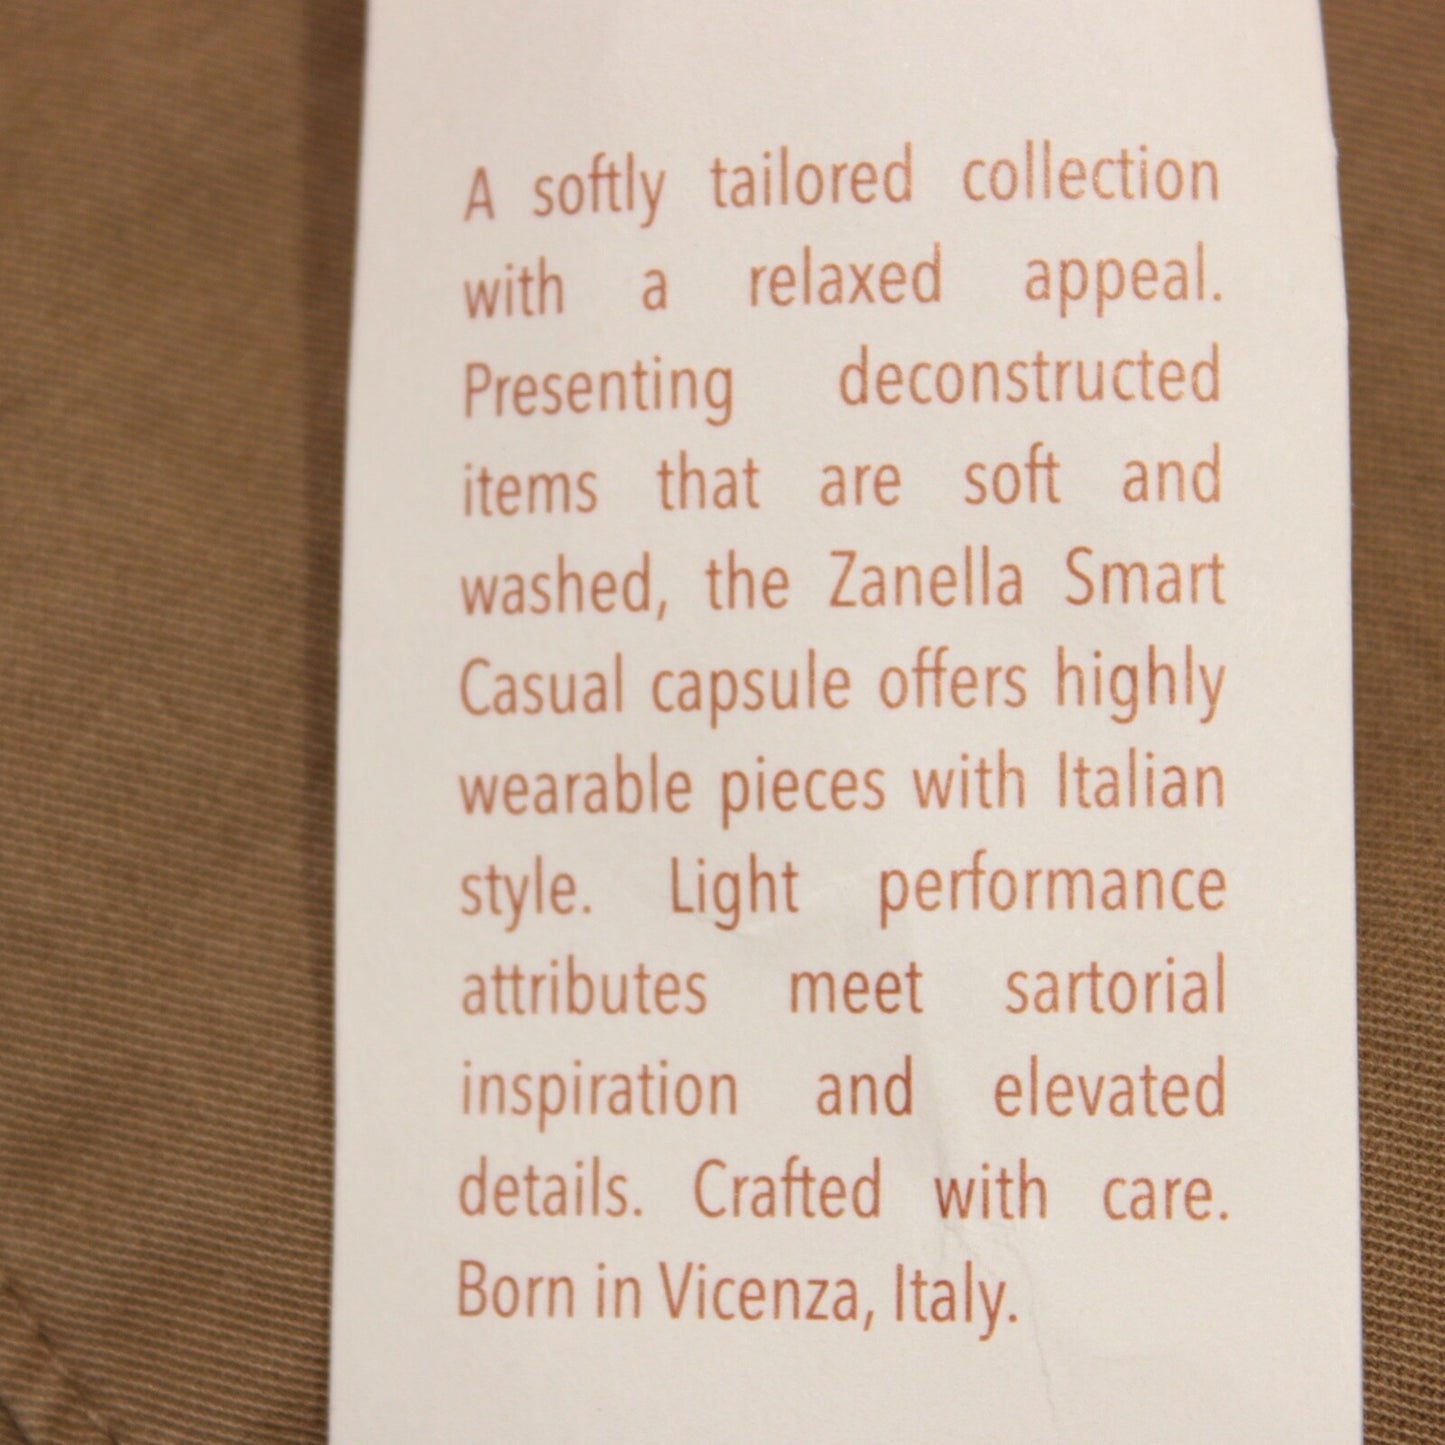 A softly tailored collection
with a relaxed appeal.
Presenting deconstructed
items that are soft and
washed, the Zanella Smart
Casual capsule offers highly
wearable pieces with Italian
style. Light performance
attributes meet sartorial
inspiration and elevated
details. Crafted with care.
Born in Vicenza, Italy.